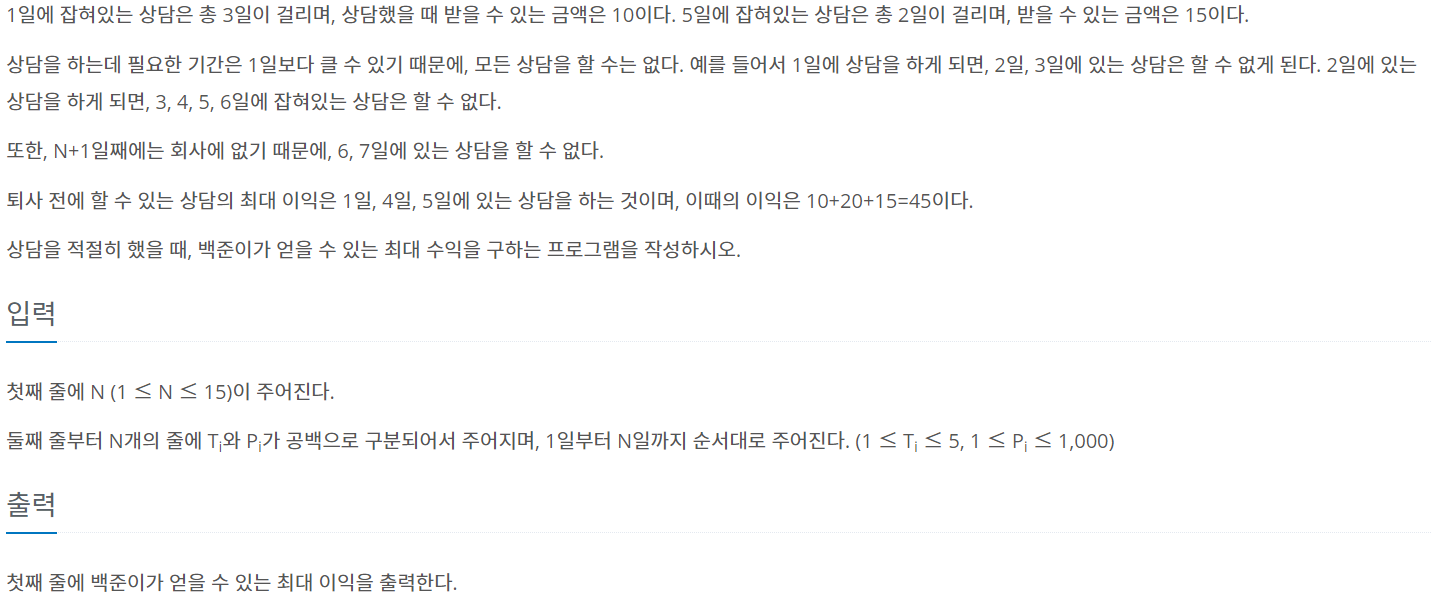 1일에 잡혀있는 상담은 총 3일이 걸리며, 상담했을 때 받을 수 있는 금액은 10이다. 5일에 잡혀있는 상담은 총 2일이 걸리며, 받을 수 있는 금액은 15이다.
상담을 하는데 필요한 기간은 1일보다 클 수 있기 때문에, 모든 상담을 할 수는 없다. 예를 들어서 1일에 상담을 하게 되면, 2일, 3일에 있는 상담은 할 수 없게 된다. 2일에 있는
상담을 하게 되면, 3, 4, 5, 6일에 잡혀있는 상담은 할 수 없다.
또한, N+1일째에는 회사에 없기 때문에, 6, 7일에 있는 상담을 할 수 없다.
퇴사 전에 할 수 있는 상담의 최대 이익은 1일, 4일, 5일에 있는 상담을 하는 것이며, 이때의 이익은 10+20+15=45이다.
상담을 적절히 했을 때, 백준이가 얻을 수 있는 최대 수익을 구하는 프로그램을 작성하시오.
입력
첫째 줄에 N (1 ≤ N ≤ 15)이 주어진다.
둘째 줄부터 N개의 줄에 Tᵢ와 Pᵢ가 공백으로 구분되어서 주어지며, 1일부터 N일까지 순서대로 주어진다. (1 ≤ Tᵢ ≤ 5, 1 ≤ Pᵢ ≤ 1,000)
출력
첫째 줄에 백준이가 얻을 수 있는 최대 이익을 출력한다.